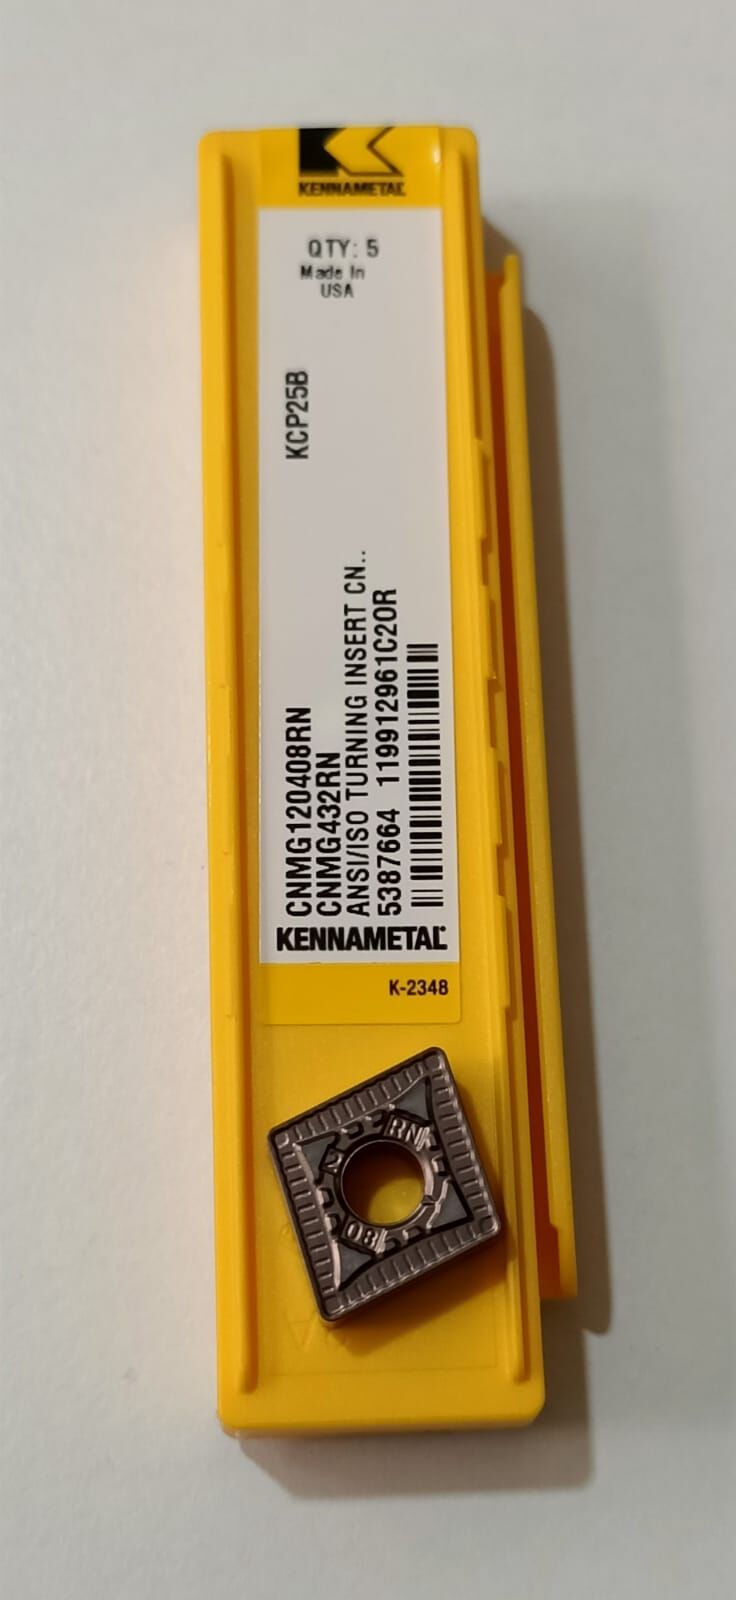 KENNAMETAL
QTY: 5
Made In
USA
KCP25B
CNMG120408RN
CNMG432RN
ANSI/ISO TURNING INSERT CN..
5387664 119912961C20R
KENNAMETAL
K-2348
RN
08